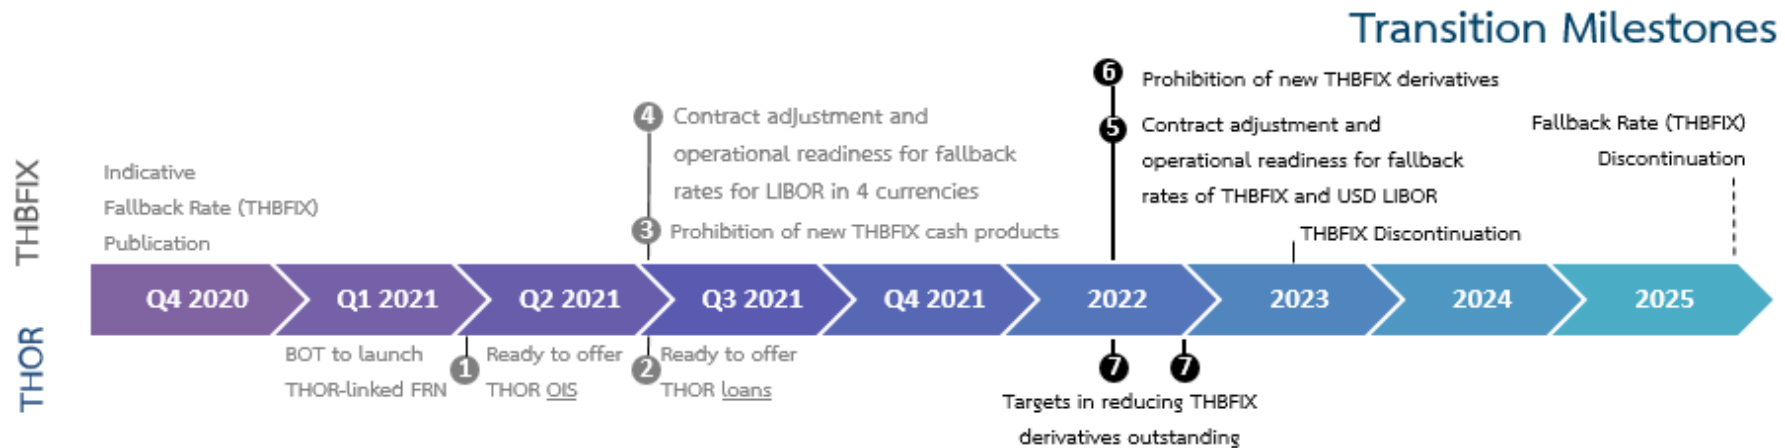 Transition Milestones
THBFIX
THOR
Indicative
Fallback Rate (THBFIX)
Publication
4 Contract adjustment and
operational readiness for fallback
rates for LIBOR in 4 currencies
3 Prohibition of new THBFIX cash products
6 Prohibition of new THBFIX derivatives
5 Contract adjustment and
operational readiness for fallback
rates of THBFIX and USD LIBOR
THBFIX Discontinuation
Fallback Rate (THBFIX)
Discontinuation
Q4 2020 Q1 2021 Q2 2021 Q3 2021 Q4 2021 2022 2023 2024 2025
BOT to launch
THOR-linked FRN
1 Ready to offer
THOR OIS
2 Ready to offer
THOR loans
7 7
Targets in reducing THBFIX
derivatives outstanding